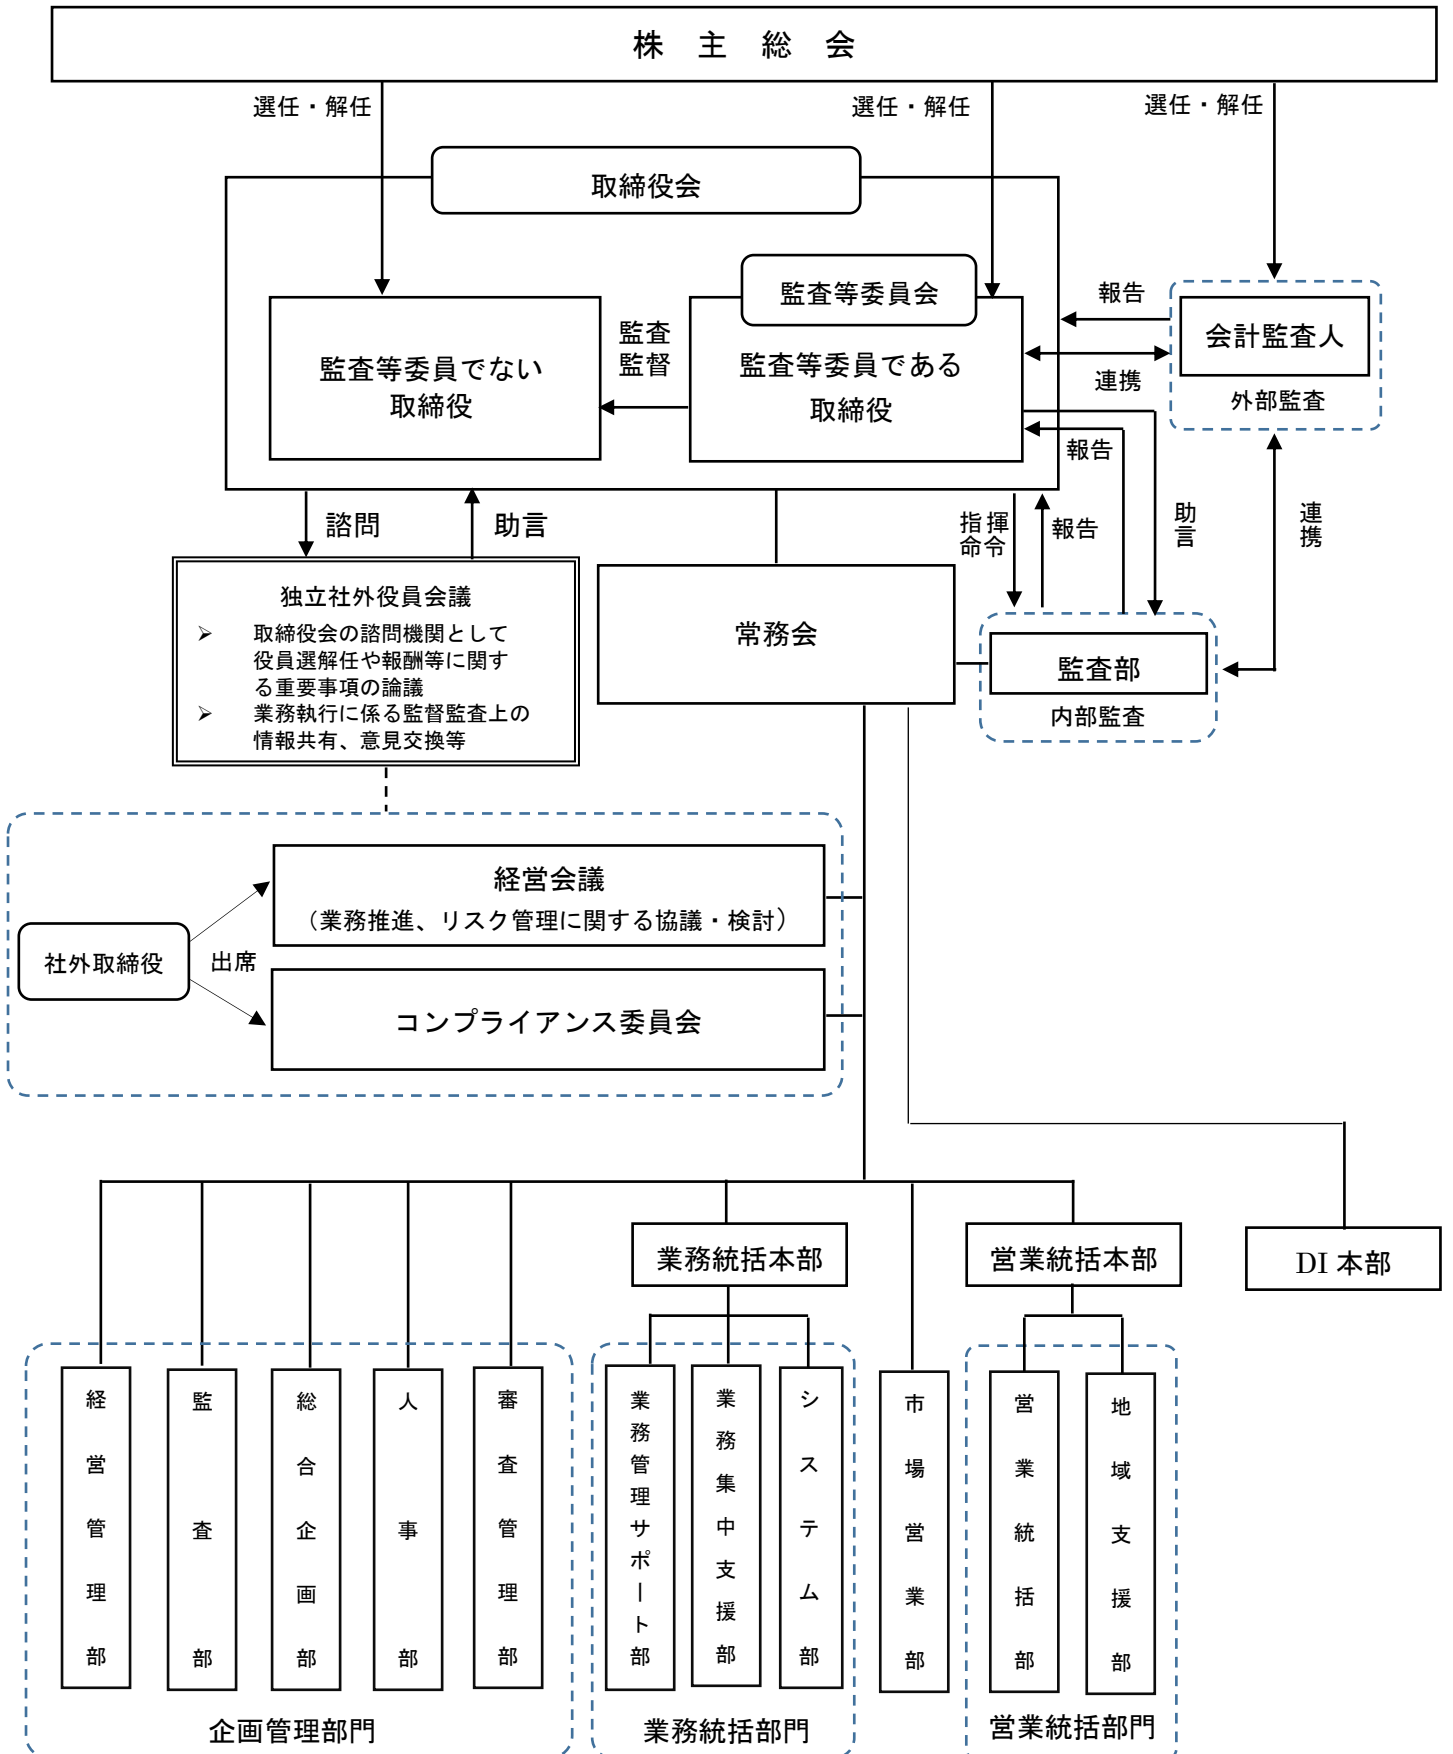 株主総会
選任・解任
選任・解任
選任・解任
取締役会
監査等委員会
監査等委員でない
取締役
監査
監督
監査等委員である
取締役
報告
連携
会計監査人
外部監査
報告
諮問
助言
指揮
命令
報告
助言
連携
独立社外役員会議
➢ 取締役会の諮問機関として
役員選解任や報酬等に関す
る重要事項の論議
➢ 業務執行に係る監督監査上の
情報共有、意見交換等
常務会
監査部
内部監査
経営会議
（業務推進、リスク管理に関する協議・検討）
社外取締役
出席
コンプライアンス委員会
業務統括本部
営業統括本部
DI 本部
経営管理部
監査部
総合企画部
人事部
審査管理部
業務管理サポート部
業務集中支援部
システム部
市場営業部
営業統括部
地域支援部
企画管理部門
業務統括部門
営業統括部門